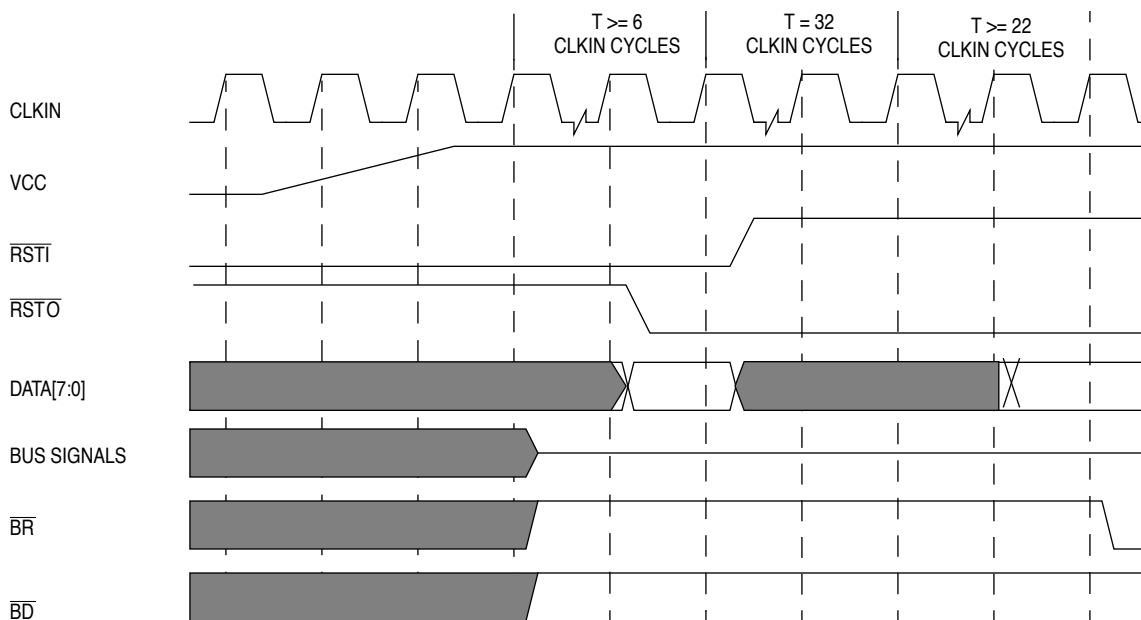 T >= 6
CLKIN CYCLES
T = 32
CLKIN CYCLES
T >= 22
CLKIN CYCLES
CLKIN
VCC
RSTI
RSTO
DATA[7:0]
BUS SIGNALS
BR
BD